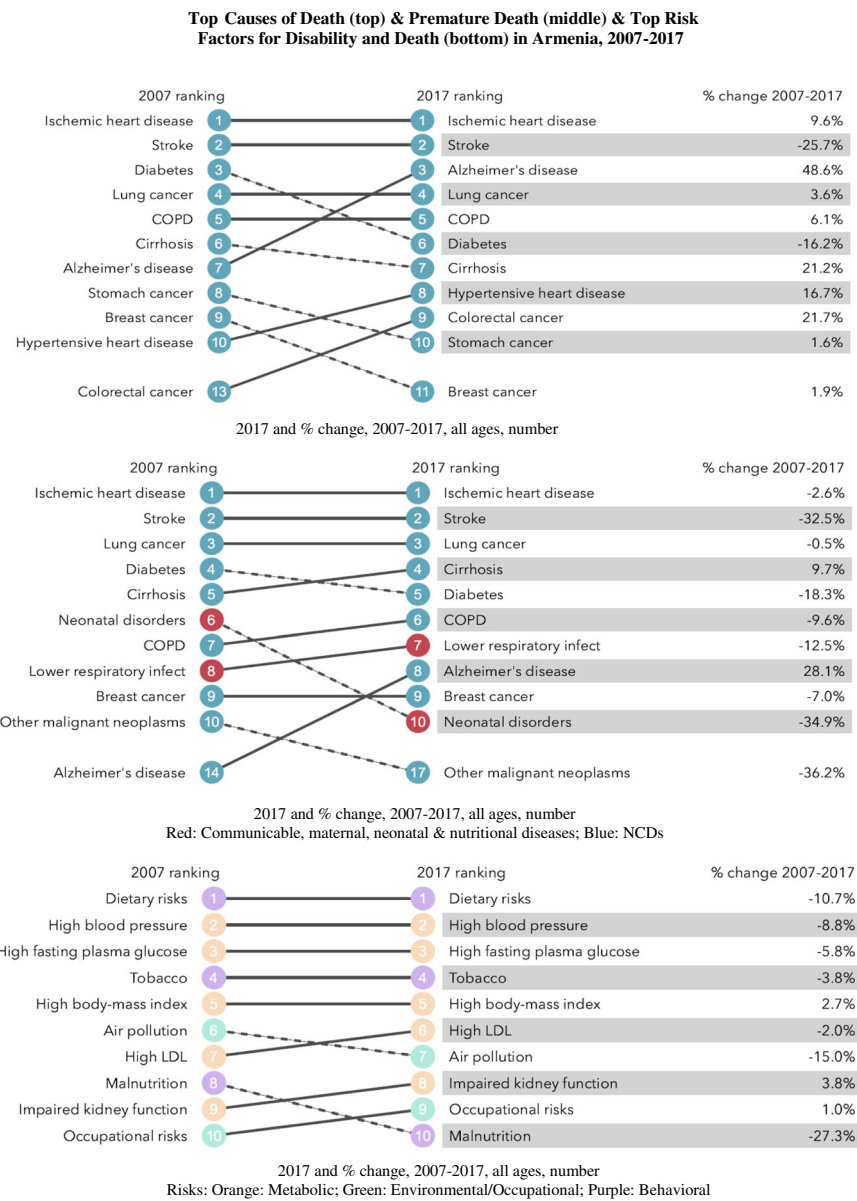 Top Causes of Death (top) & Premature Death (middle) & Top Risk
Factors for Disability and Death (bottom) in Armenia, 2007-2017
2007 ranking 2017 ranking % change 2007-2017
Ischemic heart disease 1 1 Ischemic heart disease 9.6%
Stroke 2 2 Stroke -25.7%
Diabetes 3 3 Alzheimer's disease 48.6%
Lung cancer 4 4 Lung cancer 3.6%
COPD 5 5 COPD 6.1%
Cirrhosis 6 6 Diabetes -16.2%
Alzheimer's disease 7 7 Cirrhosis 21.2%
Stomach cancer 8 8 Hypertensive heart disease 16.7%
Breast cancer 9 9 Colorectal cancer 21.7%
Hypertensive heart disease 10 10 Stomach cancer 1.6%
Colorectal cancer 13 11 Breast cancer 1.9%
2017 and % change, 2007-2017, all ages, number
2007 ranking 2017 ranking % change 2007-2017
Ischemic heart disease 1 1 Ischemic heart disease -2.6%
Stroke 2 2 Stroke -32.5%
Lung cancer 3 3 Lung cancer -0.5%
Diabetes 4 4 Cirrhosis 9.7%
Cirrhosis 5 5 Diabetes -18.3%
Neonatal disorders 6 6 COPD -9.6%
COPD 7 7 Lower respiratory infect -12.5%
Lower respiratory infect 8 8 Alzheimer's disease 28.1%
Breast cancer 9 9 Breast cancer -7.0%
Other malignant neoplasms 10 10 Neonatal disorders -34.9%
Alzheimer's disease 14 17 Other malignant neoplasms -36.2%
2017 and % change, 2007-2017, all ages, number
Red: Communicable, maternal, neonatal & nutritional diseases; Blue: NCDs
2007 ranking 2017 ranking % change 2007-2017
Dietary risks 1 1 Dietary risks -10.7%
High blood pressure 2 2 High blood pressure -8.8%
High fasting plasma glucose 3 3 High fasting plasma glucose -5.8%
Tobacco 4 4 Tobacco -3.8%
High body-mass index 5 5 High body-mass index 2.7%
Air pollution 6 6 High LDL -2.0%
High LDL 7 7 Air pollution -15.0%
Malnutrition 8 8 Impaired kidney function 3.8%
Impaired kidney function 9 9 Occupational risks 1.0%
Occupational risks 10 10 Malnutrition -27.3%
2017 and % change, 2007-2017, all ages, number
Risks: Orange: Metabolic; Green: Environmental/Occupational; Purple: Behavioral